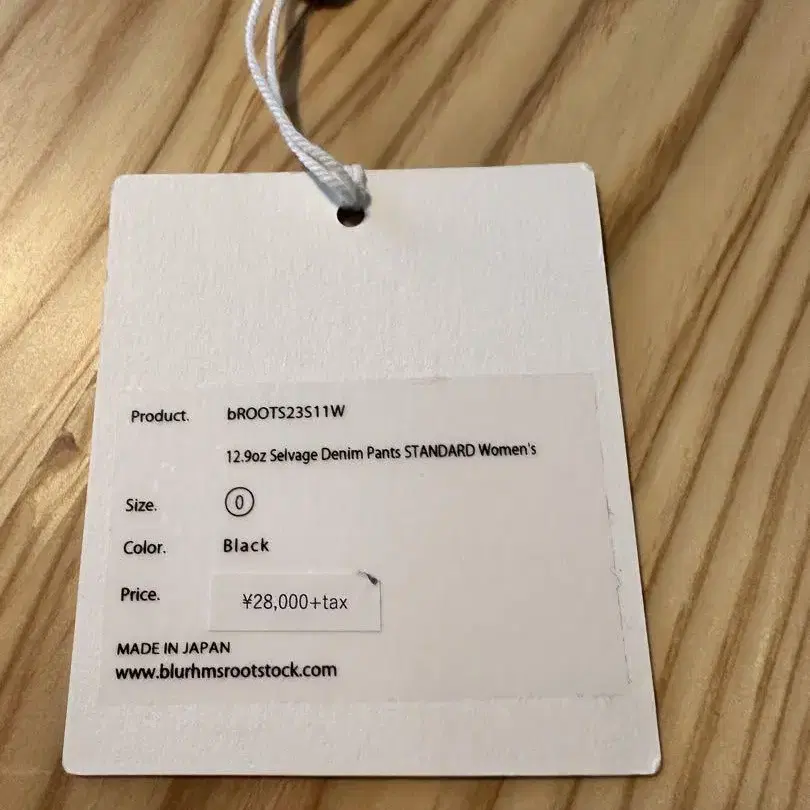 Product. bROOTS23S11W
12.9oz Selvage Denim Pants STANDARD Women's
Size. 0
Color. Black
Price. ¥28,000+tax
MADE IN JAPAN
www.blurhmsrootstock.com